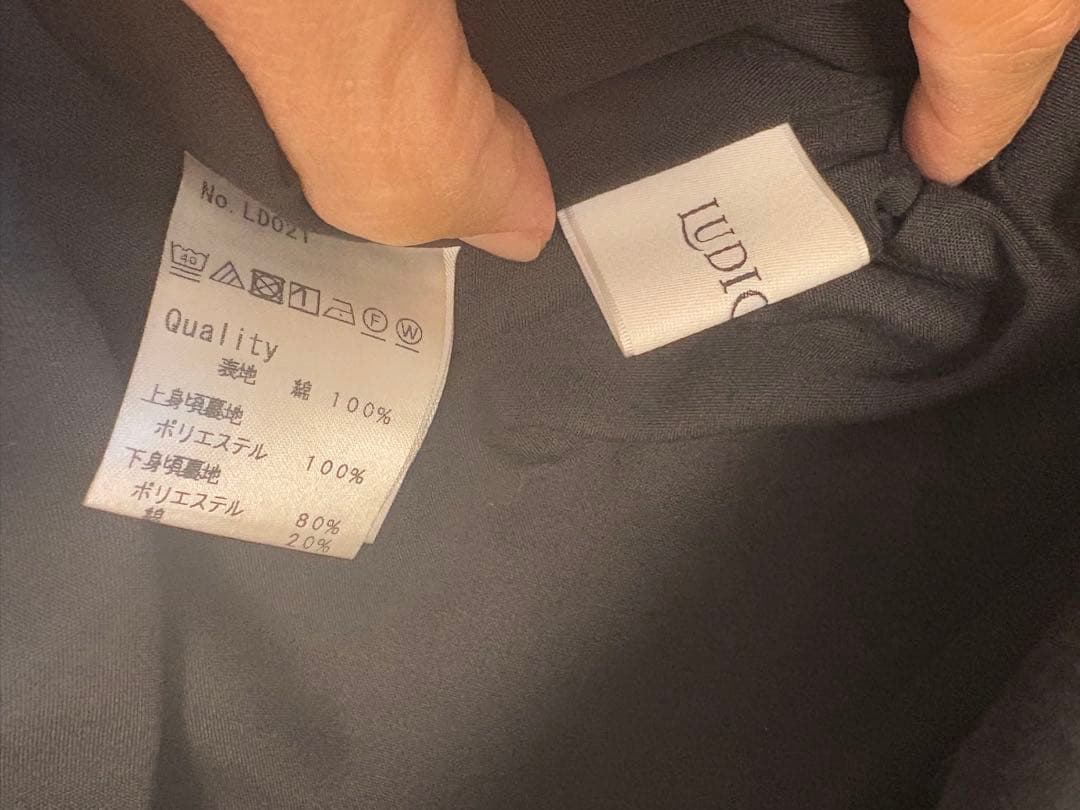 No. LD021
40
F W
Quality
表地 綿 100%
上身頃裏地
ポリエステル 100%
下身頃裏地
ポリエステル 80%
綿 20%
LUDIC